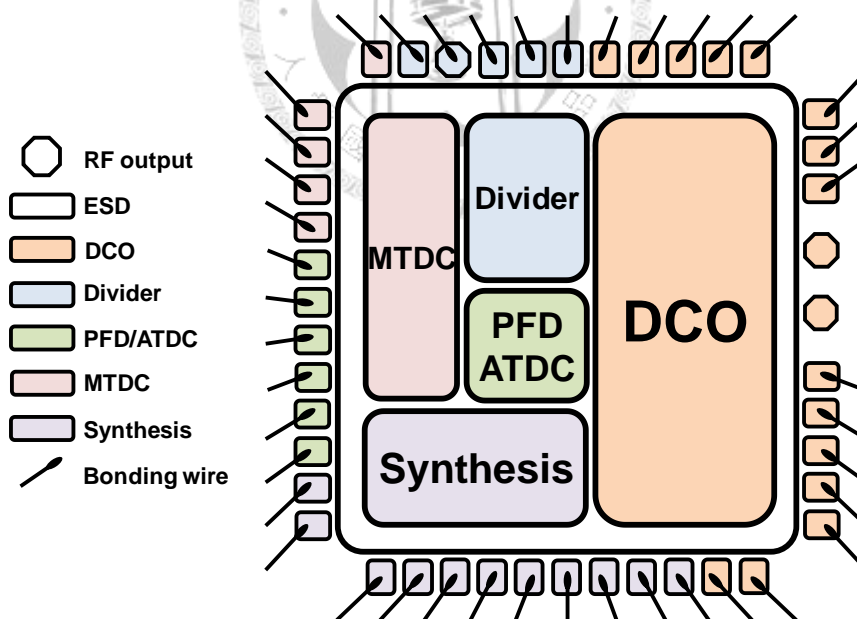 RF output
ESD
DCO
Divider
PFD/ATDC
MTDC
Synthesis
Bonding wire
MTDC
Divider
PFD
ATDC
DCO
Synthesis